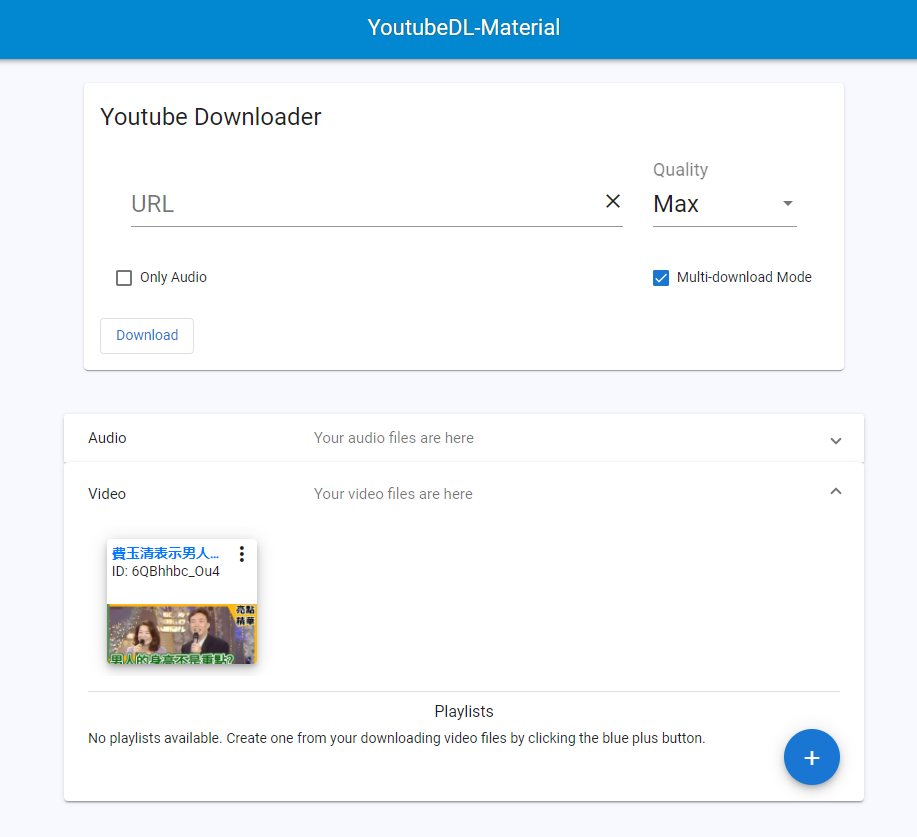 YoutubeDL-Material
Youtube Downloader
Quality
URL
Max
Only Audio
Multi-download Mode
Download
Audio
Your audio files are here
Video
Your video files are here
費玉清表示男人...
ID: 6QBhhbc_Ou4
亮點
精華
男人的身高不是重點?
Playlists
No playlists available. Create one from your downloading video files by clicking the blue plus button.